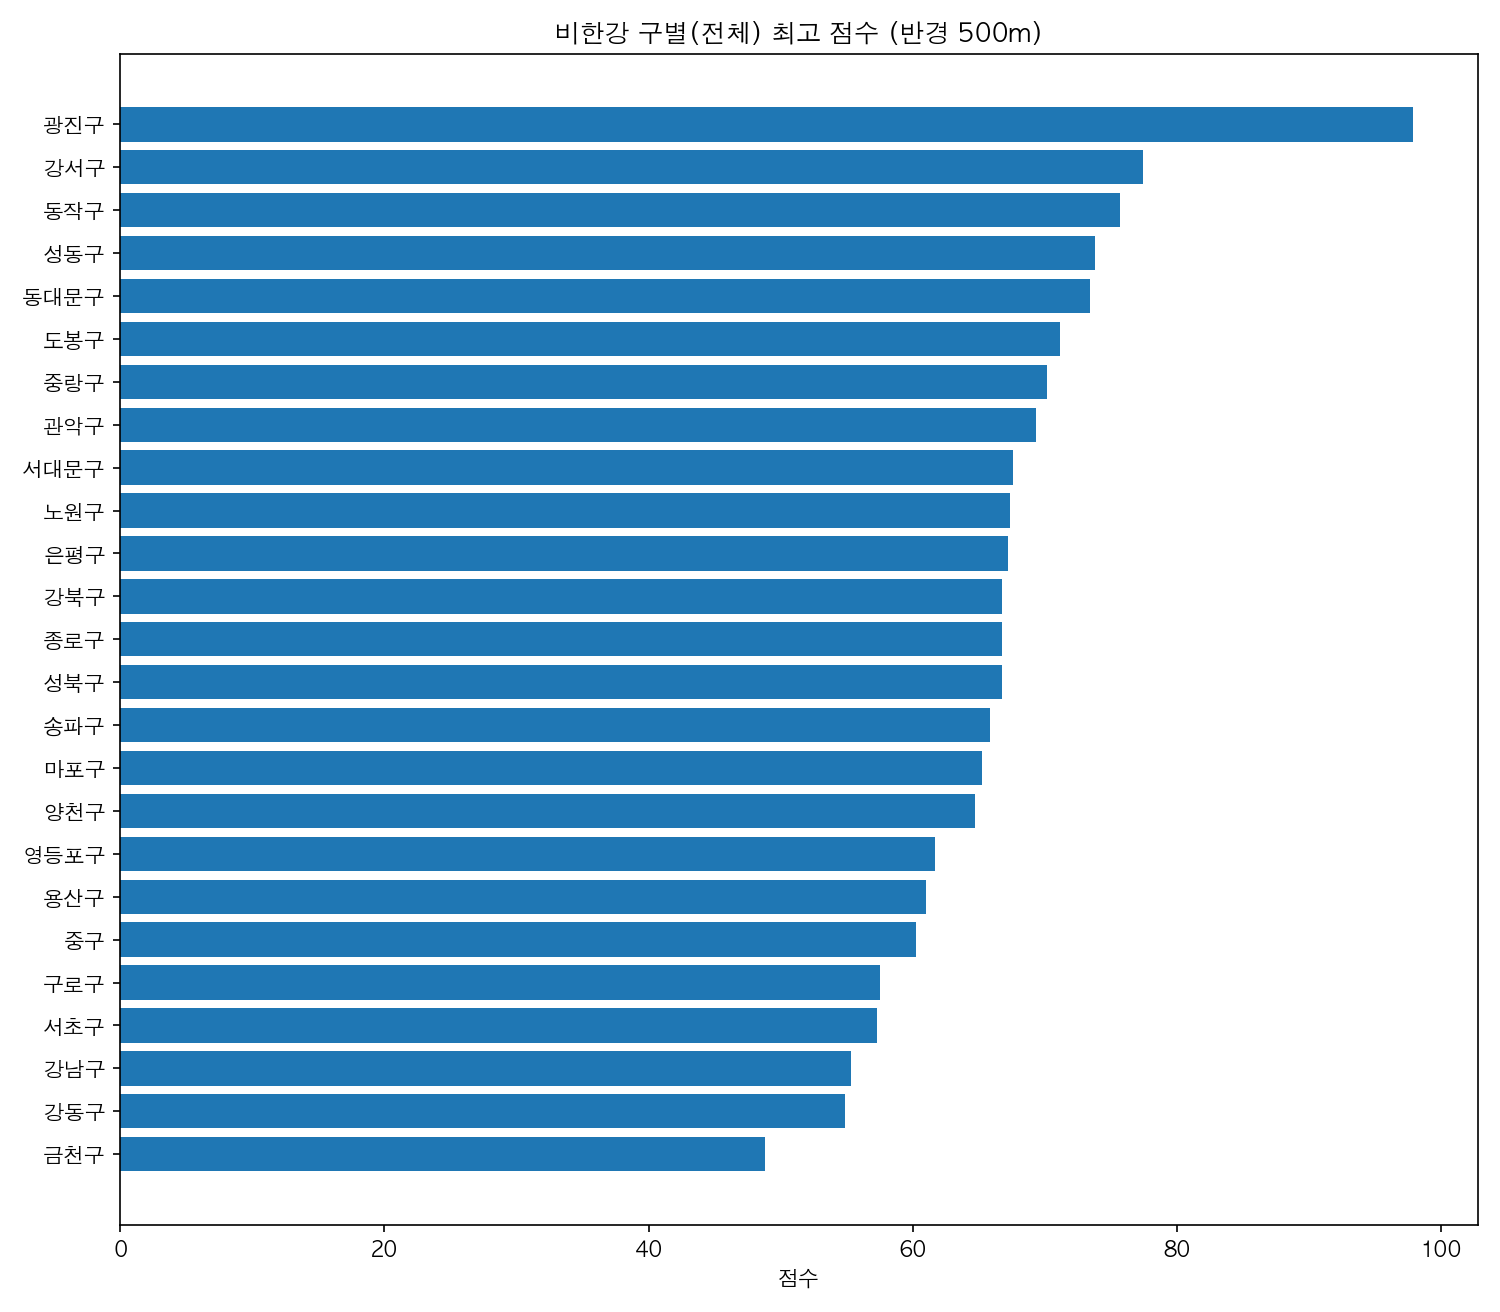 비한강 구별(전체) 최고 점수 (반경 500m)
광진구
강서구
동작구
성동구
동대문구
도봉구
중랑구
관악구
서대문구
노원구
은평구
강북구
종로구
성북구
송파구
마포구
양천구
영등포구
용산구
중구
구로구
서초구
강남구
강동구
금천구
0 20 40 60 80 100
점수